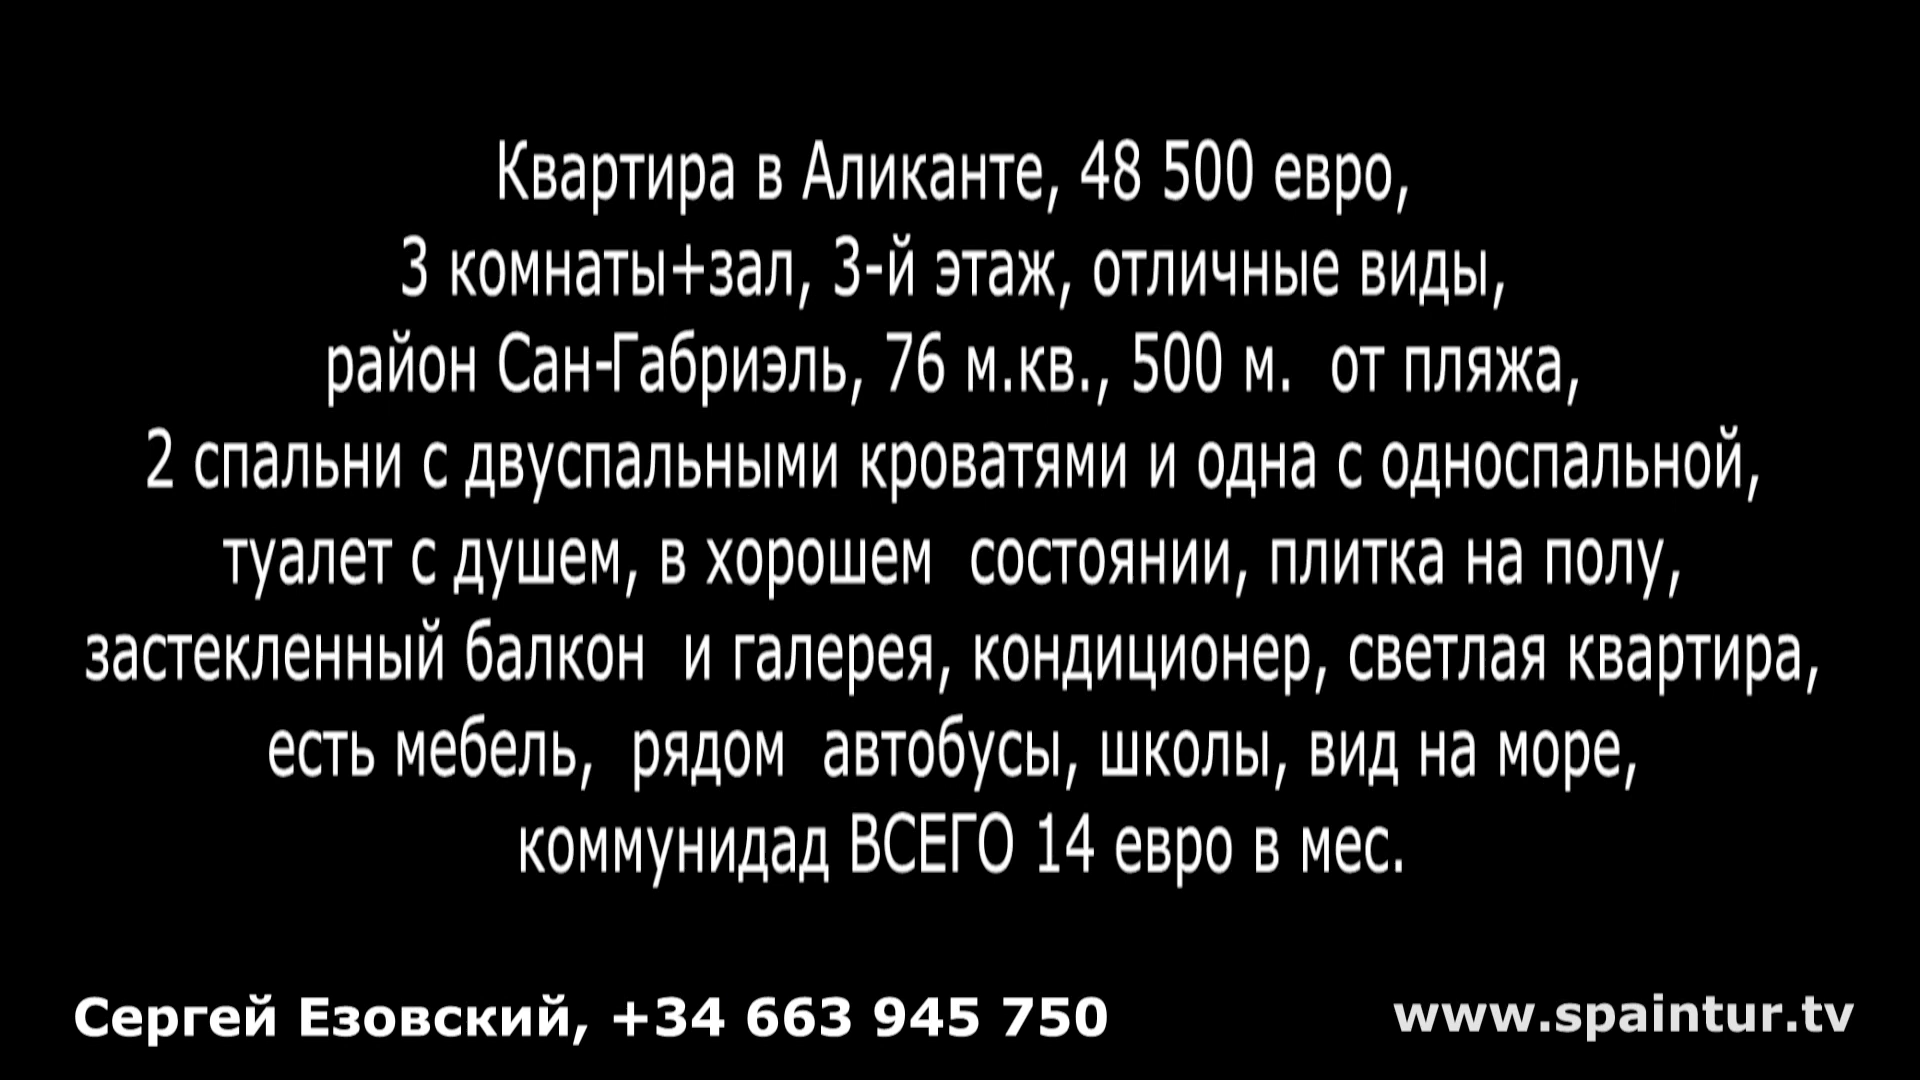 Квартира в Аликанте, 48 500 евро,
3 комнаты+зал, 3-й этаж, отличные виды,
район Сан-Габриэль, 76 м.кв., 500 м. от пляжа,
2 спальни с двуспальными кроватями и одна с односпальной,
туалет с душем, в хорошем состоянии, плитка на полу,
застекленный балкон и галерея, кондиционер, светлая квартира,
есть мебель, рядом автобусы, школы, вид на море,
коммунидад ВСЕГО 14 евро в мес.
Сергей Езовский, +34 663 945 750
www.spaintur.tv